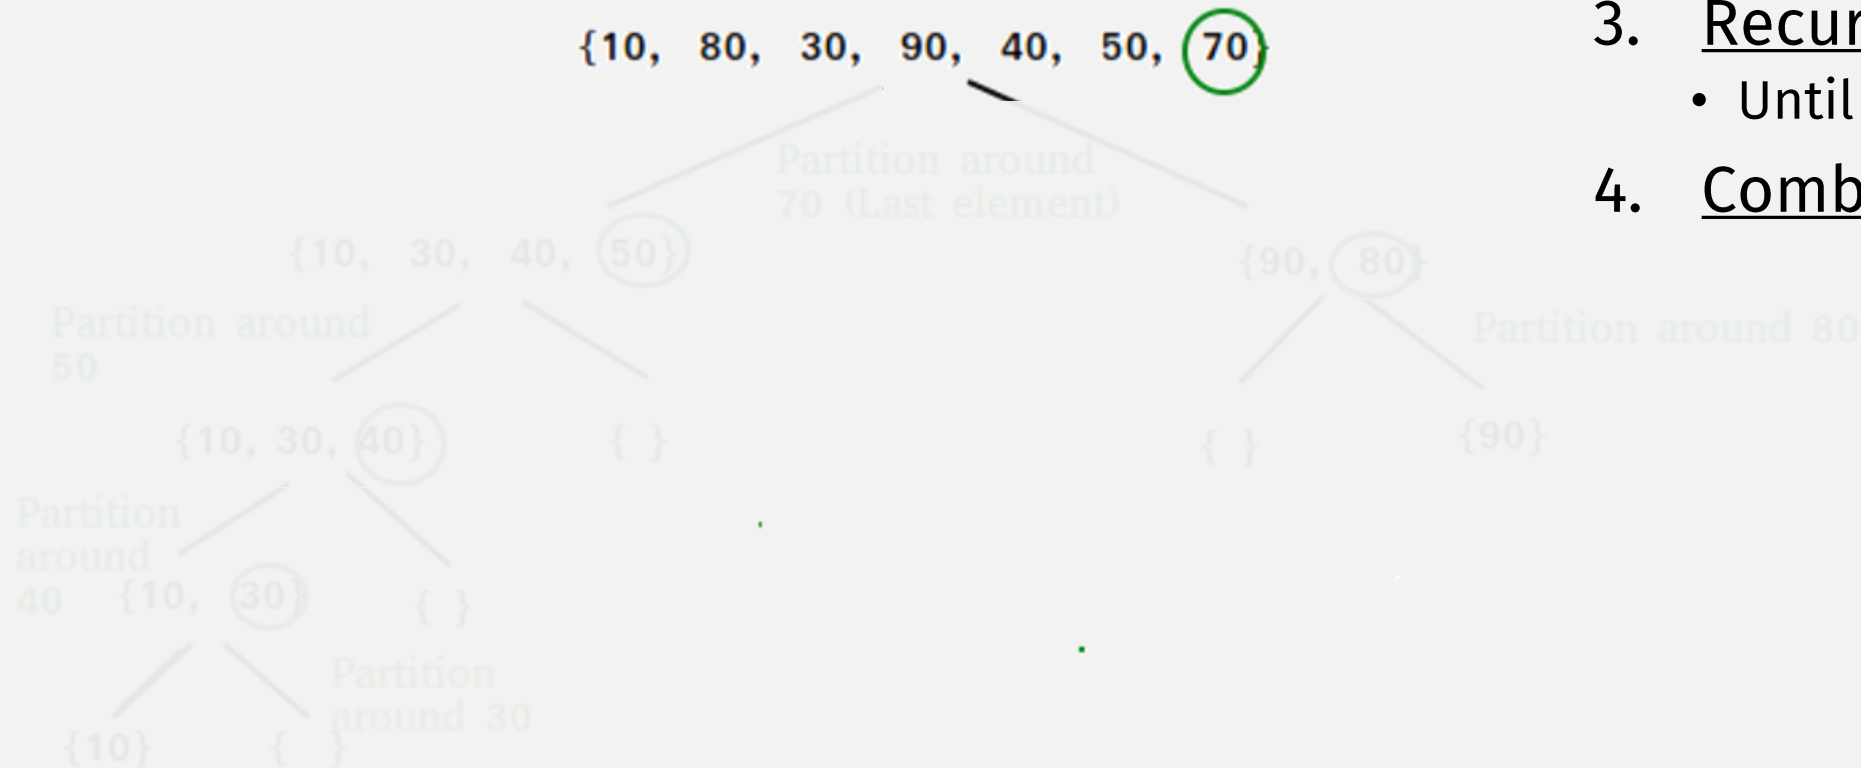 {10, 80, 30, 90, 40, 50, 70}
3. Recur
• Until
4. Comb
Partition around
70 (Last element)
{10, 30, 40, 50}
{90, 80}
Partition around
50
Partition around 80
{10, 30, 40}
{ }
{ }
{90}
Partition
around
40
{10, 30}
{ }
Partition
around 30
{10}
{ }